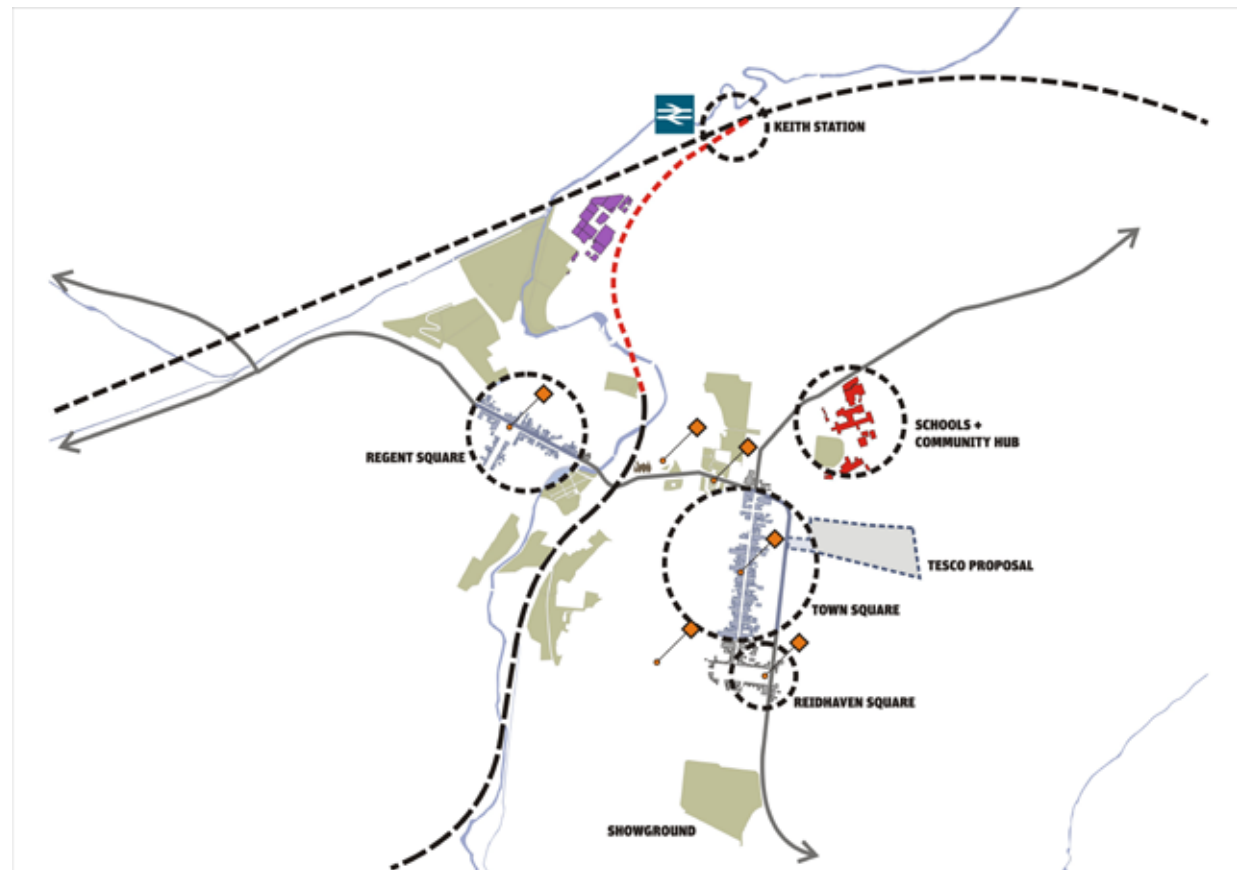 KEITH STATION
SCHOOLS +
COMMUNITY HUB
REGENT SQUARE
TESCO PROPOSAL
TOWN SQUARE
REIDHAVEN SQUARE
SHOWGROUND